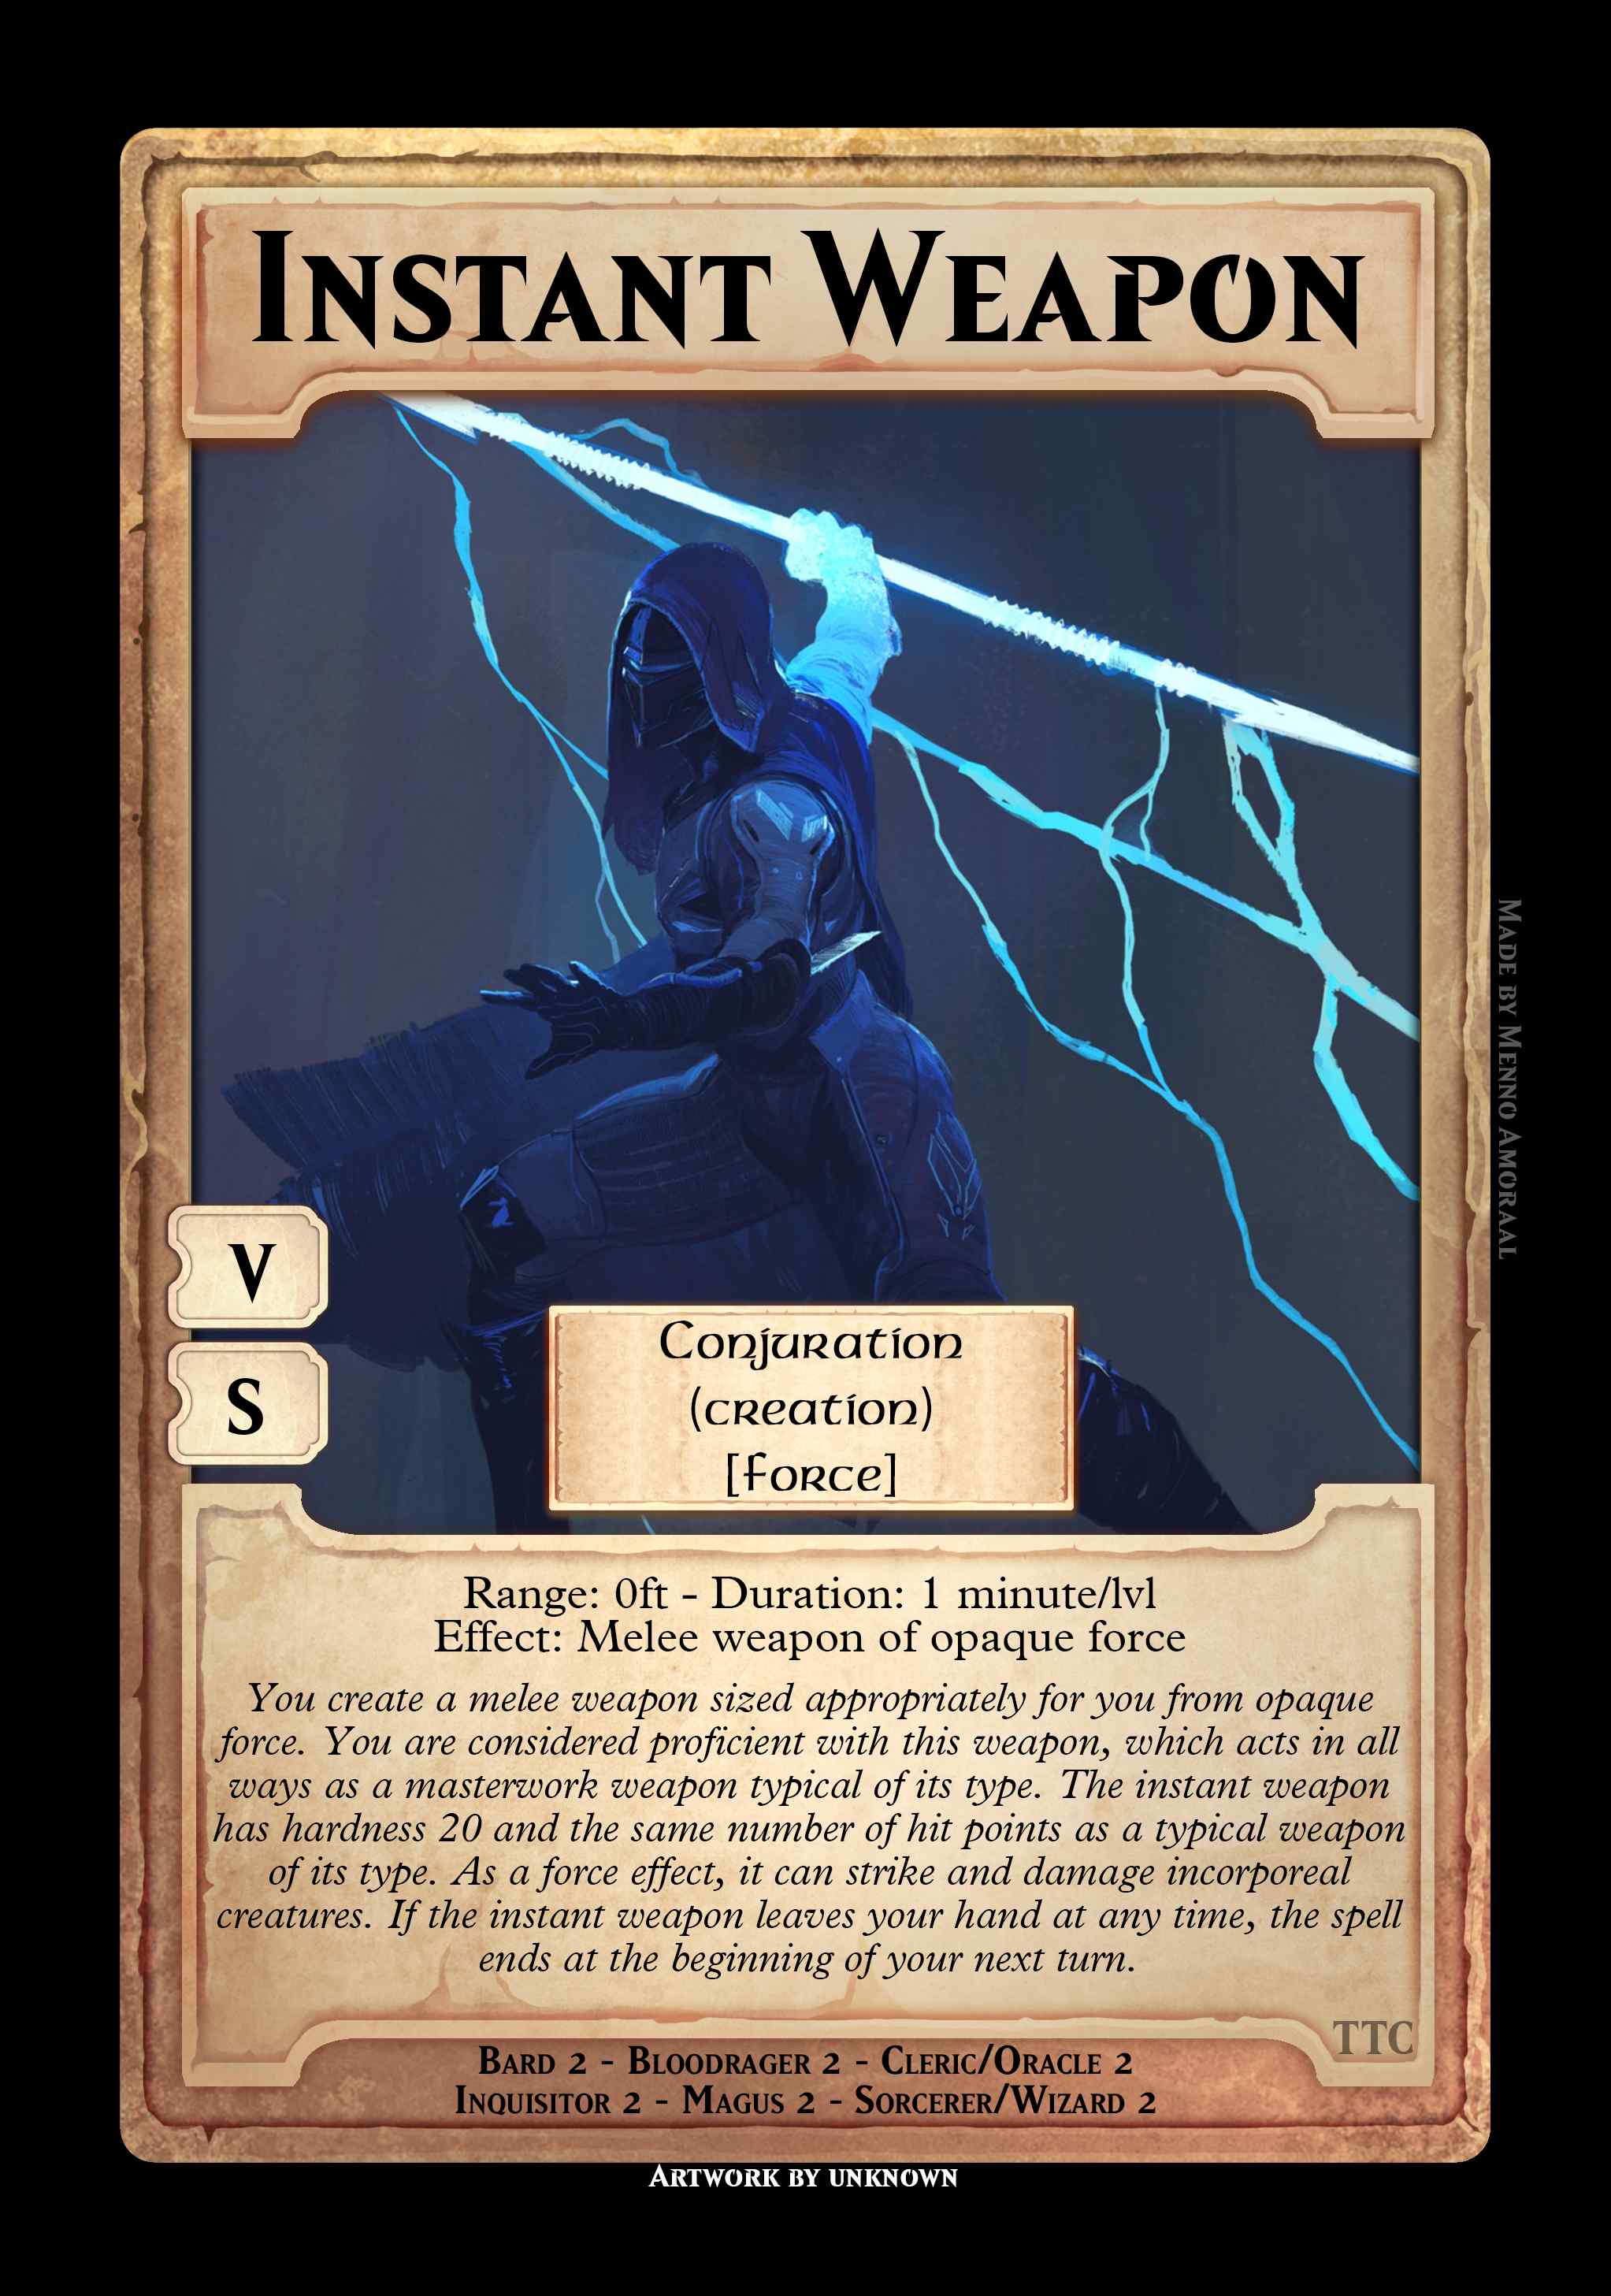 Instant Weapon
V
S
Conjuration
(creation)
[force]
Range: 0ft - Duration: 1 minute/lvl
Effect: Melee weapon of opaque force
You create a melee weapon sized appropriately for you from opaque
force. You are considered proficient with this weapon, which acts in all
ways as a masterwork weapon typical of its type. The instant weapon
has hardness 20 and the same number of hit points as a typical weapon
of its type. As a force effect, it can strike and damage incorporeal
creatures. If the instant weapon leaves your hand at any time, the spell
ends at the beginning of your next turn.
TTC
Bard 2 - Bloodrager 2 - Cleric/Oracle 2
Inquisitor 2 - Magus 2 - Sorcerer/Wizard 2
Artwork by unknown
Made by Menno Amoraal